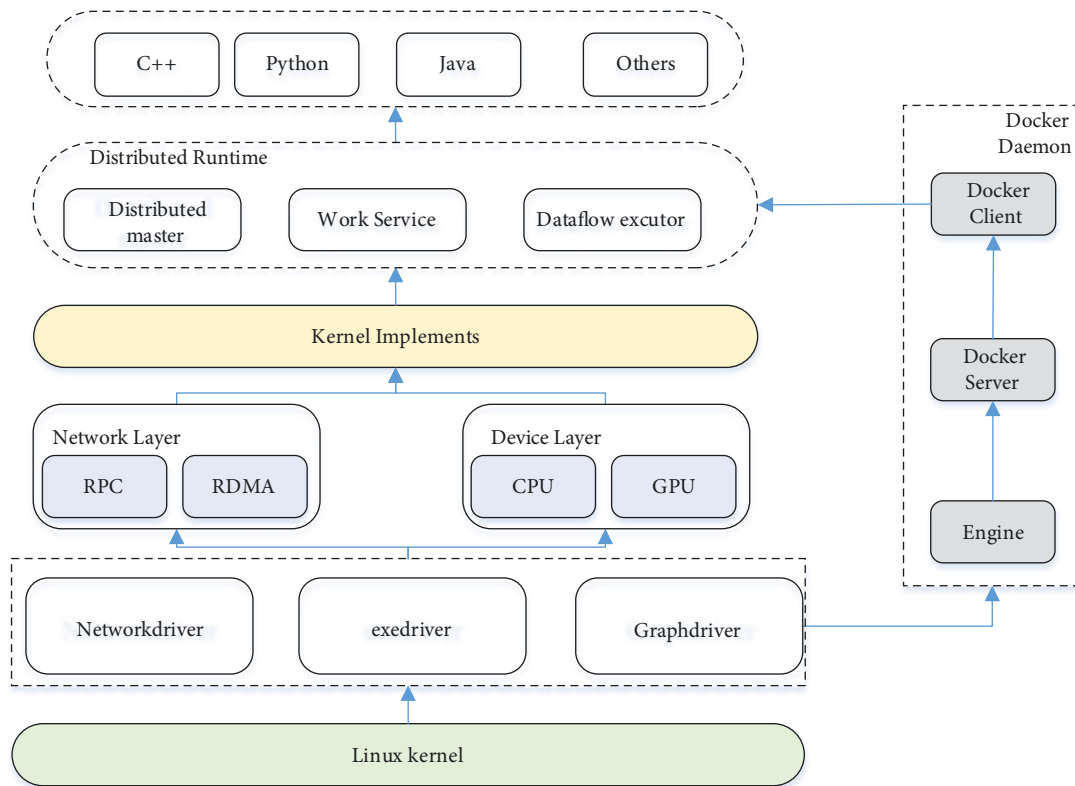 C++
Python
Java
Others
Docker
Daemon
Distributed Runtime
Docker
Client
Distributed
master
Work Service
Dataflow excutor
Kernel Implements
Docker
Server
Network Layer
Device Layer
RPC
RDMA
CPU
GPU
Engine
Networkdriver
exedriver
Graphdriver
Linux kernel